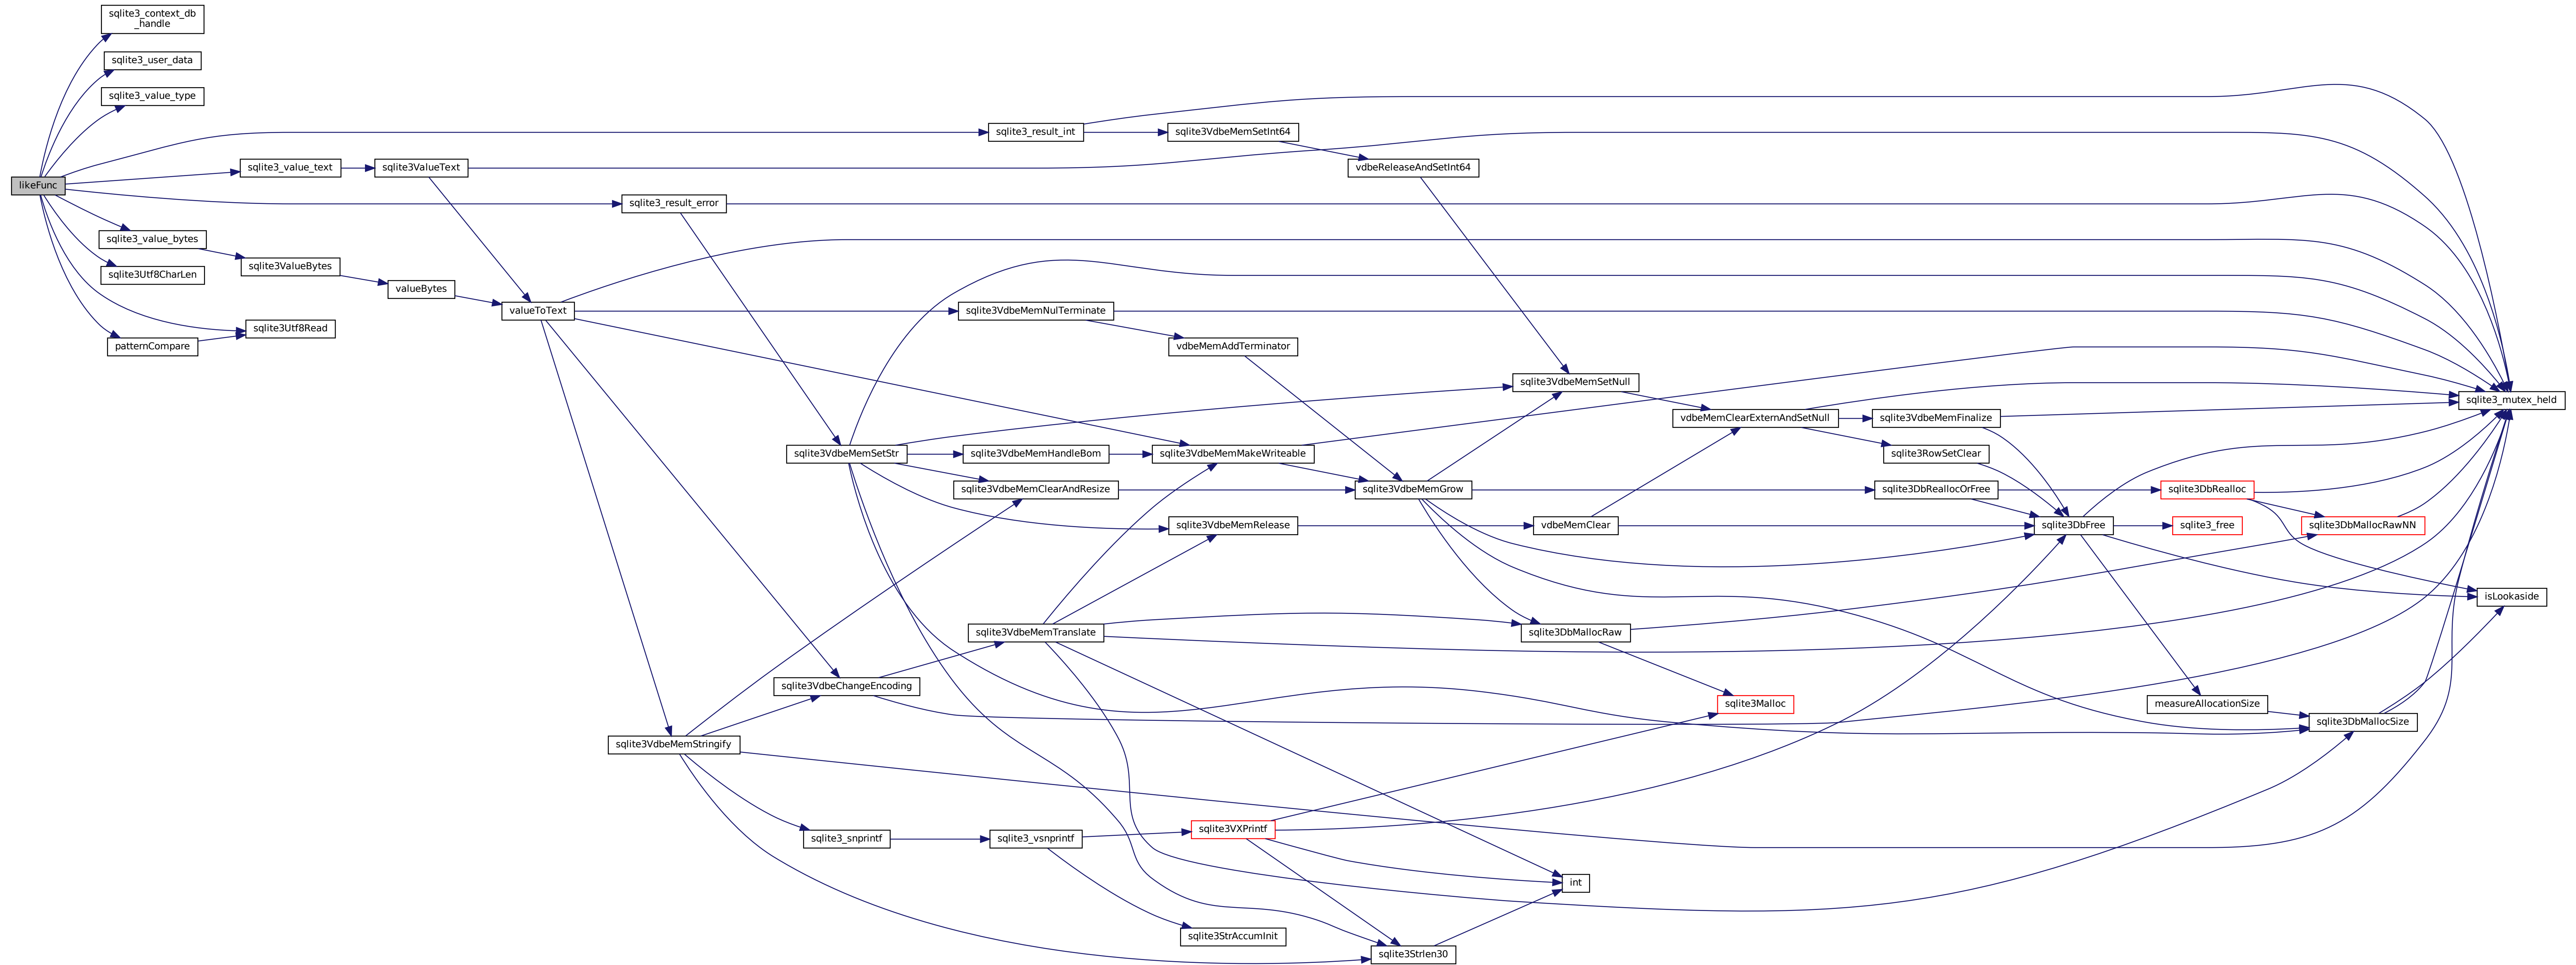 sqlite3_context_db
_handle
sqlite3_user_data
sqlite3_value_type
sqlite3_result_int
sqlite3VdbeMemSetInt64
sqlite3_value_text
sqlite3ValueText
vdbeReleaseAndSetInt64
likeFunc
sqlite3_result_error
sqlite3_value_bytes
sqlite3ValueBytes
sqlite3Utf8CharLen
valueBytes
valueToText
sqlite3VdbeMemNulTerminate
sqlite3Utf8Read
patternCompare
vdbeMemAddTerminator
sqlite3VdbeMemSetNull
sqlite3_mutex_held
vdbeMemClearExternAndSetNull
sqlite3VdbeMemFinalize
sqlite3VdbeMemSetStr
sqlite3VdbeMemHandleBom
sqlite3VdbeMemMakeWriteable
sqlite3RowSetClear
sqlite3VdbeMemClearAndResize
sqlite3VdbeMemGrow
sqlite3DbReallocOrFree
sqlite3DbRealloc
sqlite3VdbeMemRelease
vdbeMemClear
sqlite3DbFree
sqlite3_free
sqlite3DbMallocRawNN
isLookaside
sqlite3VdbeMemTranslate
sqlite3DbMallocRaw
sqlite3VdbeChangeEncoding
sqlite3Malloc
measureAllocationSize
sqlite3DbMallocSize
sqlite3VdbeMemStringify
sqlite3_snprintf
sqlite3_vsnprintf
sqlite3VXPrintf
int
sqlite3StrAccumInit
sqlite3Strlen30